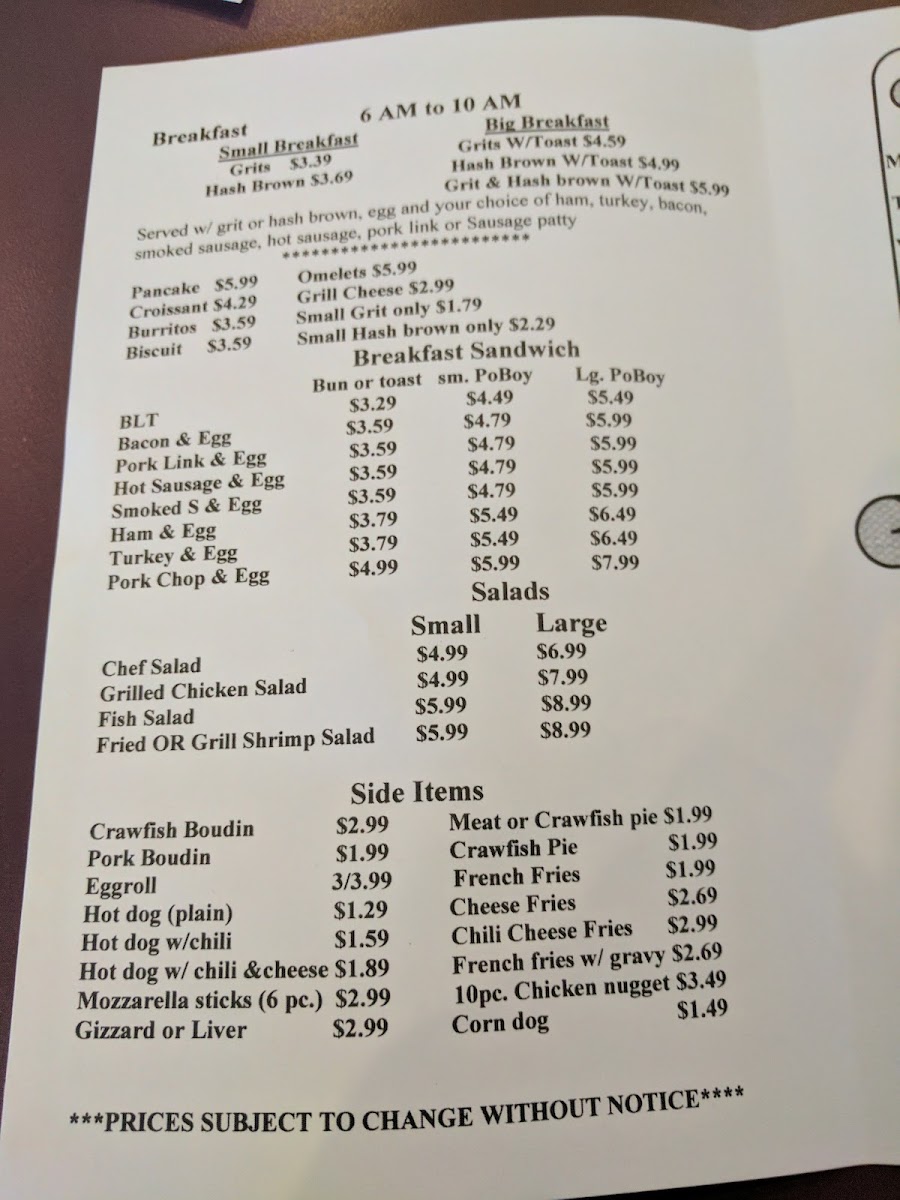 Breakfast 6 AM to 10 AM
Small Breakfast Big Breakfast
Grits $3.39 Grits W/Toast $4.59
Hash Brown $3.69 Hash Brown W/Toast $4.99
Grit & Hash brown W/Toast $5.99
Served w/ grit or hash brown, egg and your choice of ham, turkey, bacon,
smoked sausage, hot sausage, pork link or Sausage patty
************************
Pancake $5.99 Omelets $5.99
Croissant $4.29 Grill Cheese $2.99
Burritos $3.59 Small Grit only $1.79
Biscuit $3.59 Small Hash brown only $2.29
Breakfast Sandwich
Bun or toast sm. PoBoy Lg. PoBoy
BLT $3.29 $4.49 $5.49
Bacon & Egg $3.59 $4.79 $5.99
Pork Link & Egg $3.59 $4.79 $5.99
Hot Sausage & Egg $3.59 $4.79 $5.99
Smoked S & Egg $3.59 $4.79 $5.99
Ham & Egg $3.79 $5.49 $6.49
Turkey & Egg $3.79 $5.49 $6.49
Pork Chop & Egg $4.99 $5.99 $7.99
Salads
Small Large
Chef Salad $4.99 $6.99
Grilled Chicken Salad $4.99 $7.99
Fish Salad $5.99 $8.99
Fried OR Grill Shrimp Salad $5.99 $8.99
Side Items
Crawfish Boudin $2.99 Meat or Crawfish pie $1.99
Pork Boudin $1.99 Crawfish Pie $1.99
Eggroll 3/3.99 French Fries $1.99
Hot dog (plain) $1.29 Cheese Fries $2.69
Hot dog w/chili $1.59 Chili Cheese Fries $2.99
Hot dog w/ chili &cheese $1.89 French fries w/ gravy $2.69
Mozzarella sticks (6 pc.) $2.99 10pc. Chicken nugget $3.49
Gizzard or Liver $2.99 Corn dog $1.49
***PRICES SUBJECT TO CHANGE WITHOUT NOTICE****